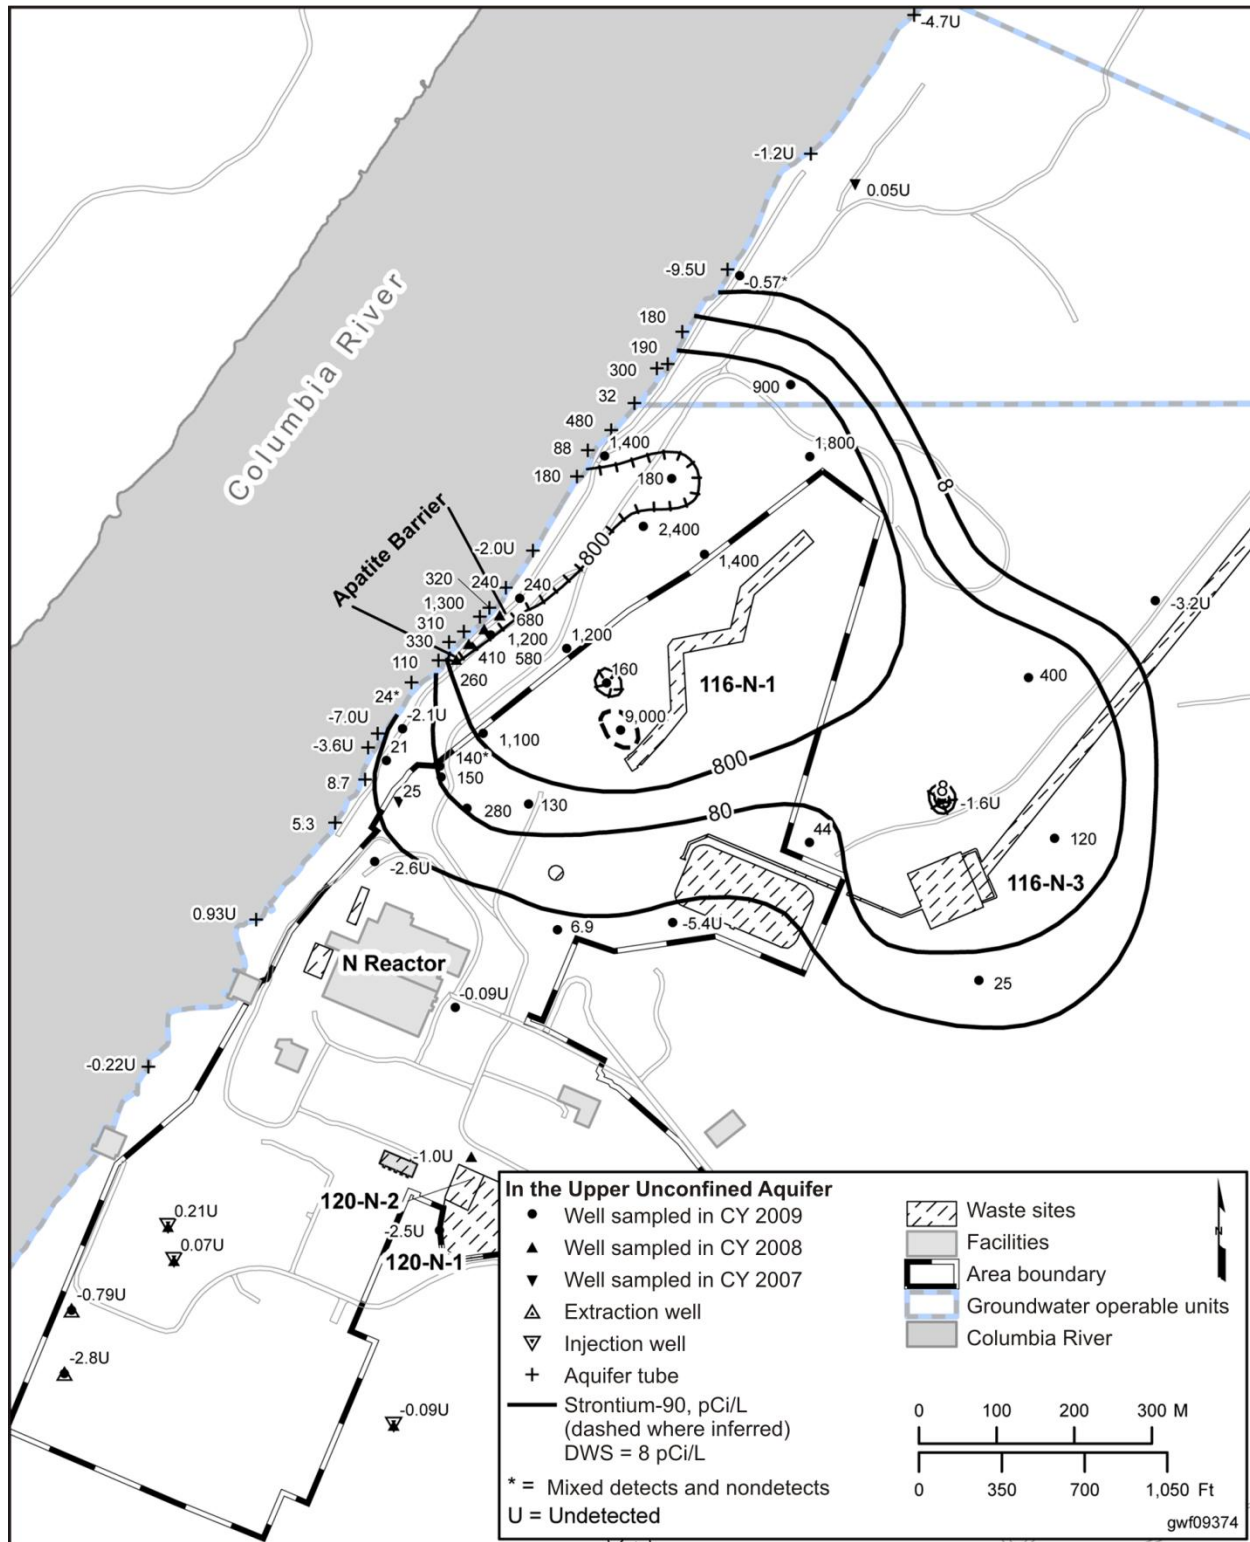 -4.7U
-1.2U
0.05U
-9.5U
-0.57*
180
190
300
900
32
480
1,400
1,800
88
180
180
8
Columbia River
2,400
800
1,400
Apatite Barrier
-2.0U
320
240
240
-3.2U
1,300
680
310
1,200
1,200
330
410
580
110
260
160
116-N-1
400
24*
-2.1U
9,000
-7.0U
1,100
-3.6U
21
140*
800
8.7
150
25
280
130
80
8
-1.6U
5.3
44
120
-2.6U
116-N-3
0.93U
6.9
-5.4U
N Reactor
25
-0.09U
-0.22U
-1.0U
120-N-2
0.21U
-2.5U
0.07U
120-N-1
-0.79U
-2.8U
-0.09U
In the Upper Unconfined Aquifer
Well sampled in CY 2009
Well sampled in CY 2008
Well sampled in CY 2007
Extraction well
Injection well
Aquifer tube
Strontium-90, pCi/L
(dashed where inferred)
DWS = 8 pCi/L
* = Mixed detects and nondetects
U = Undetected
Waste sites
Facilities
Area boundary
Groundwater operable units
Columbia River
N
0 100 200 300 M
0 350 700 1,050 Ft
gwf09374